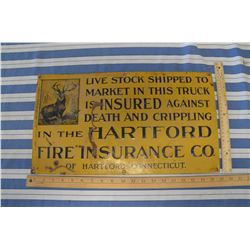 LIVE STOCK SHIPPED TO
MARKET IN THIS TRUCK
IS INSURED AGAINST
DEATH AND CRIPPLING
IN THE HARTFORD
FIRE INSURANCE CO.
OF HARTFORD CONNECTICUT.